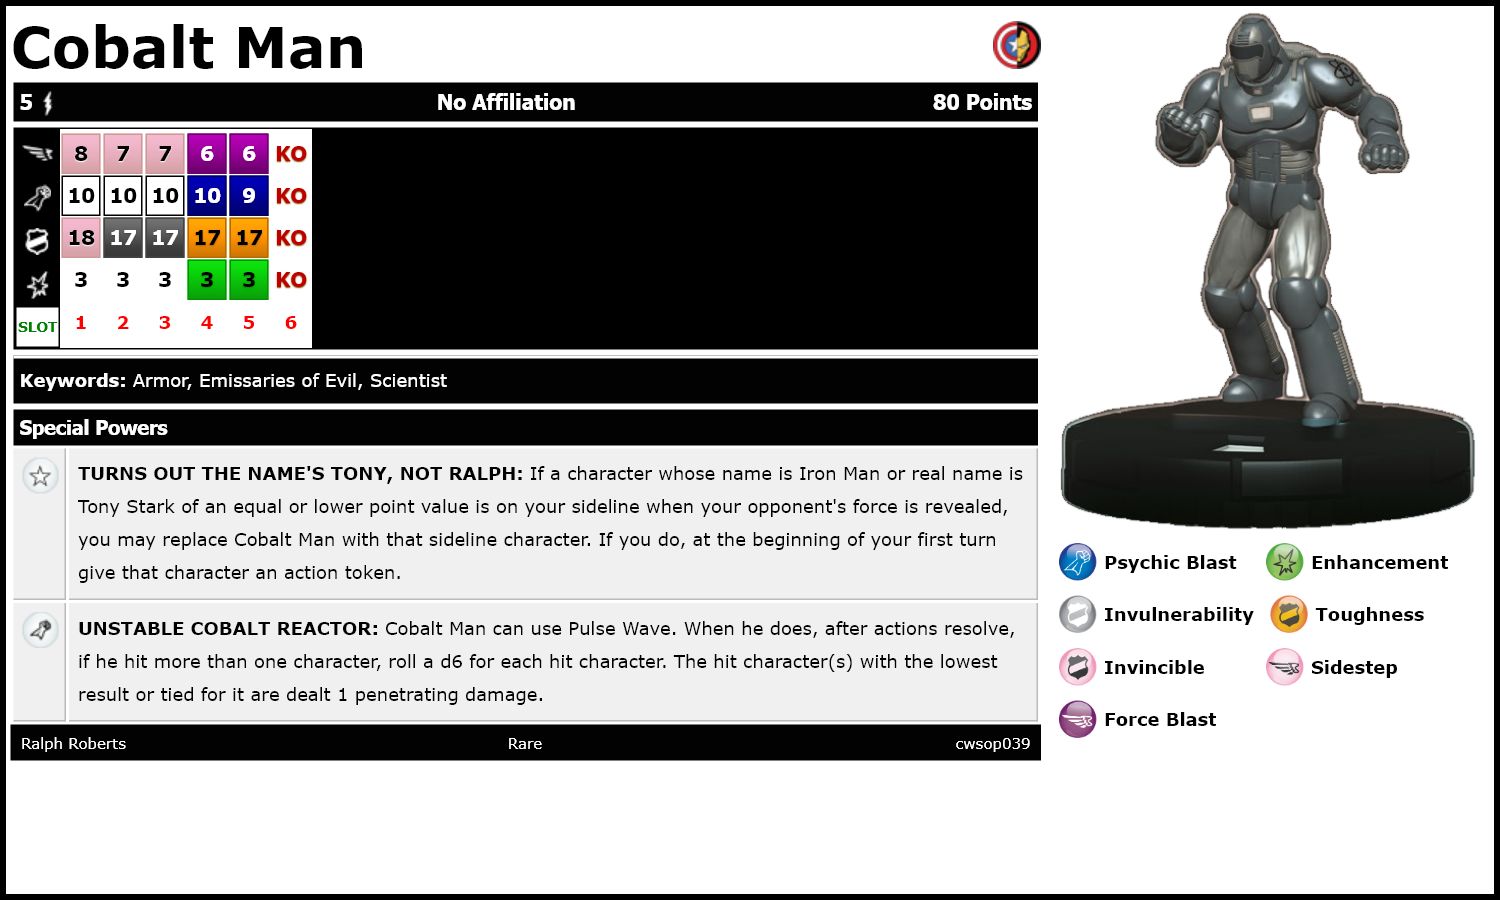 Cobalt Man
5 No Affiliation 80 Points
8 7 7 6 6 KO
10 10 10 10 9 KO
18 17 17 17 17 KO
3 3 3 3 3 KO
SLOT 1 2 3 4 5 6
Keywords: Armor, Emissaries of Evil, Scientist
Special Powers
TURNS OUT THE NAME'S TONY, NOT RALPH: If a character whose name is Iron Man or real name is
Tony Stark of an equal or lower point value is on your sideline when your opponent's force is revealed,
you may replace Cobalt Man with that sideline character. If you do, at the beginning of your first turn
give that character an action token.
UNSTABLE COBALT REACTOR: Cobalt Man can use Pulse Wave. When he does, after actions resolve,
if he hit more than one character, roll a d6 for each hit character. The hit character(s) with the lowest
result or tied for it are dealt 1 penetrating damage.
Ralph Roberts Rare cwsop039
Psychic Blast Enhancement
Invulnerability Toughness
Invincible Sidestep
Force Blast